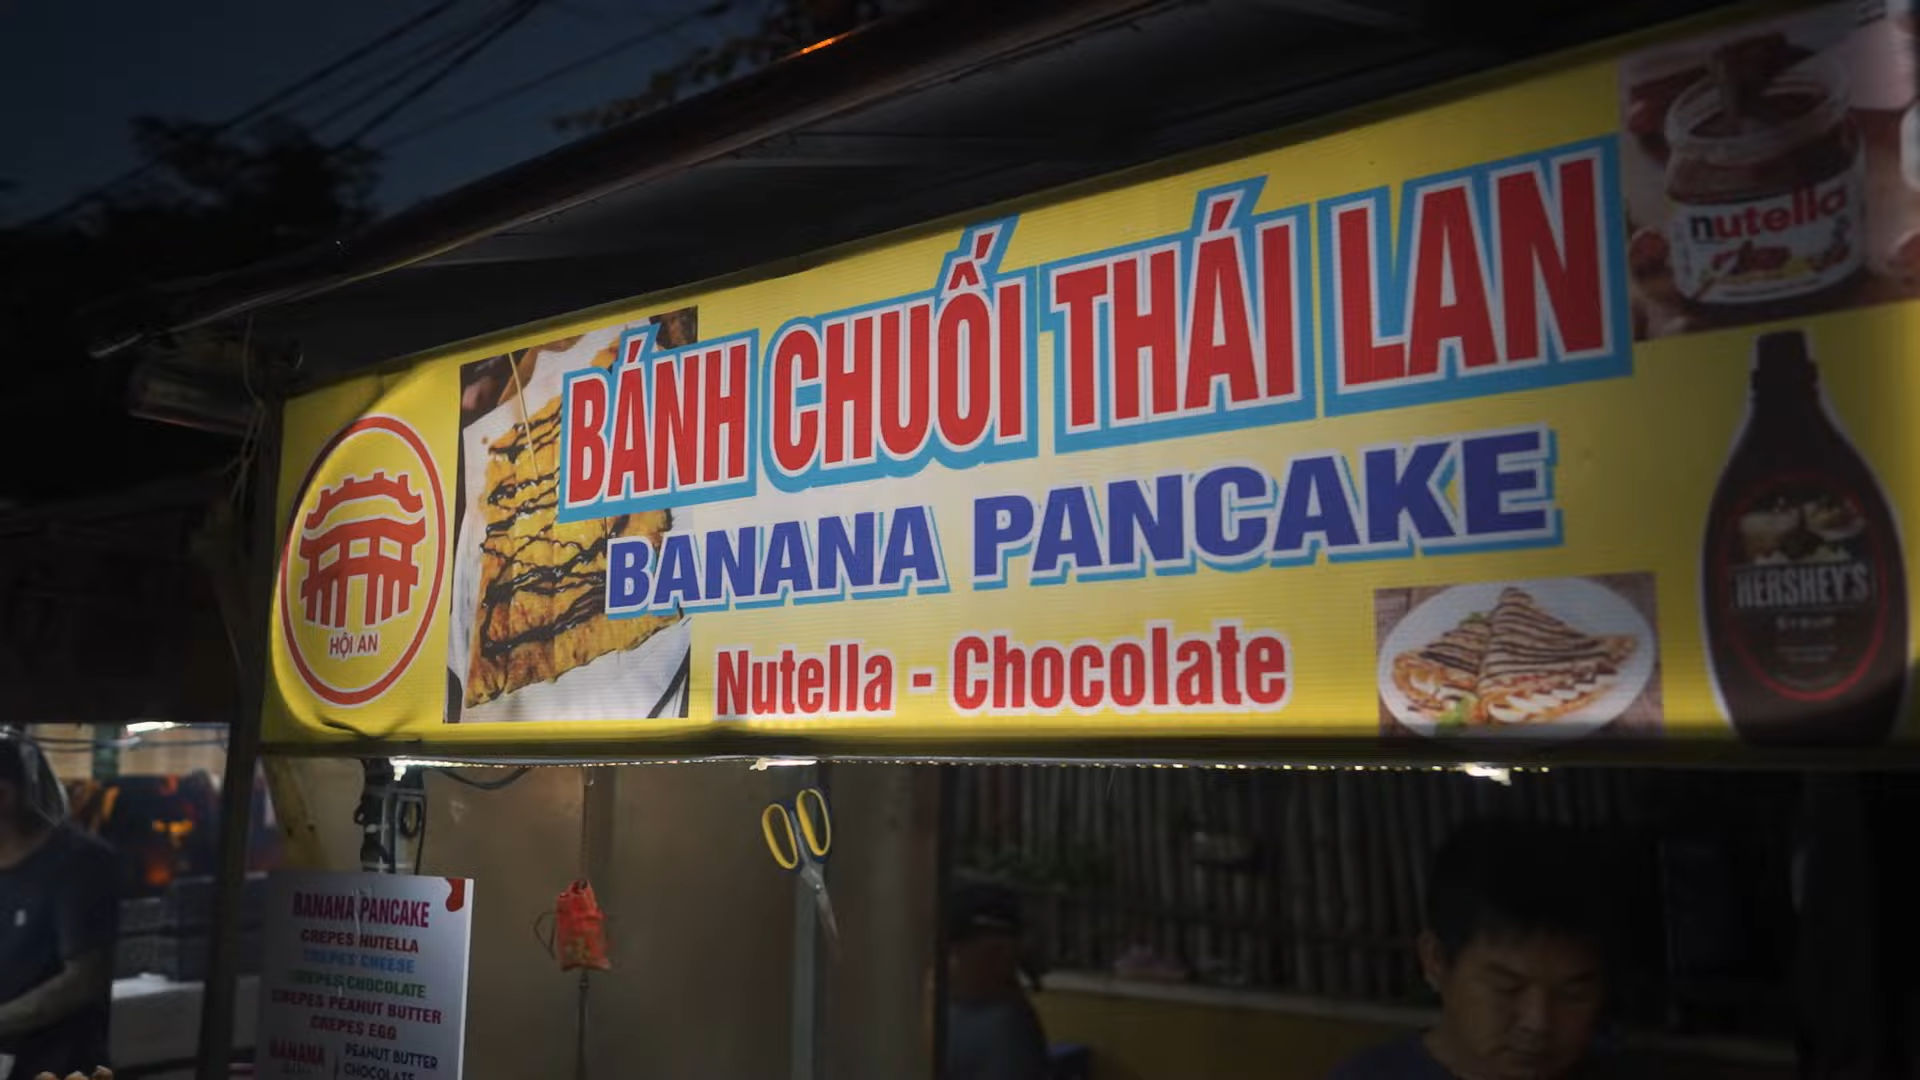 BÁNH CHUỐI THÁI LAN
BANANA PANCAKE
Nutella - Chocolate
HỘI AN
nutella
HERSHEY'S
SYRUP
BANANA PANCAKE
CREPES NUTELLA
CREPES CHEESE
CREPES CHOCOLATE
CREPES PEANUT BUTTER
CREPES EGG
BANANA
PEANUT BUTTER
CHOCOLATE